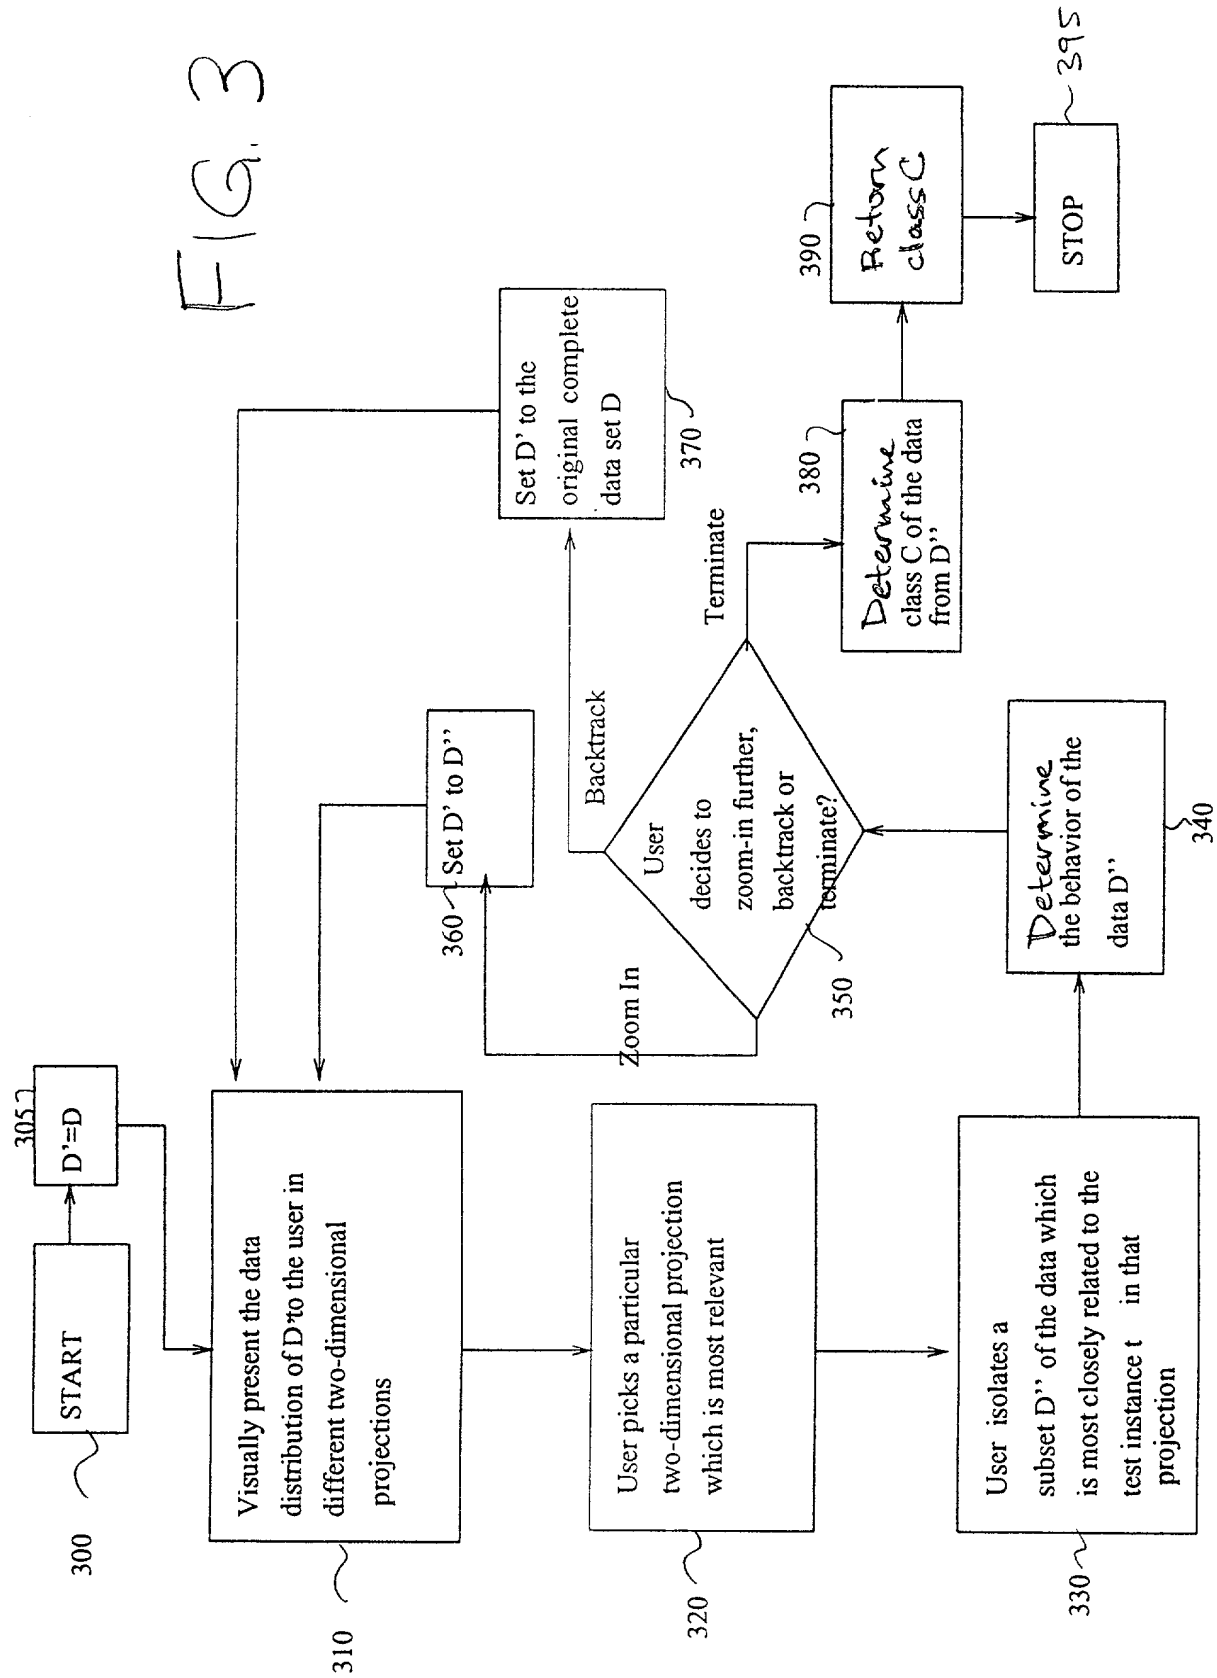 FIG. 3
300
START
305
D'=D
310
Visually present the data
distribution of D' to the user in
different two-dimensional
projections
320
User picks a particular
two-dimensional projection
which is most relevant
330
User isolates a
subset D'' of the data which
is most closely related to the
test instance t in that
projection
340
Determine
the behavior of the
data D''
350
User
decides to
zoom-in further,
backtrack or
terminate?
Zoom In
Backtrack
Terminate
360
Set D' to D''
370
Set D' to the
original complete
data set D
380
Determine
class C of the data
from D''
390
Return
class C
STOP
395